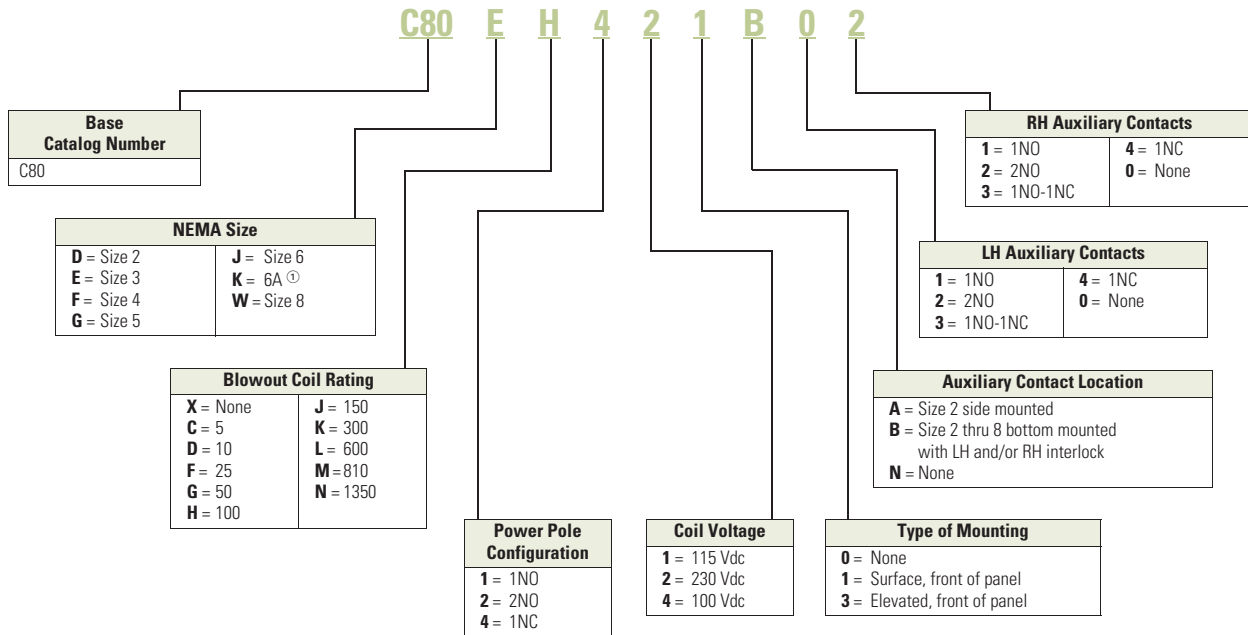 C80 E H 4 2 1 B 0 2
Base
Catalog Number
C80
NEMA Size
D = Size 2
E = Size 3
F = Size 4
G = Size 5
J = Size 6
K = 6A ①
W = Size 8
Blowout Coil Rating
X = None
C = 5
D = 10
F = 25
G = 50
H = 100
J = 150
K = 300
L = 600
M = 810
N = 1350
Power Pole
Configuration
1 = 1NO
2 = 2NO
4 = 1NC
Coil Voltage
1 = 115 Vdc
2 = 230 Vdc
4 = 100 Vdc
Type of Mounting
0 = None
1 = Surface, front of panel
3 = Elevated, front of panel
Auxiliary Contact Location
A = Size 2 side mounted
B = Size 2 thru 8 bottom mounted
with LH and/or RH interlock
N = None
LH Auxiliary Contacts
1 = 1NO
2 = 2NO
3 = 1NO-1NC
4 = 1NC
0 = None
RH Auxiliary Contacts
1 = 1NO
2 = 2NO
3 = 1NO-1NC
4 = 1NC
0 = None